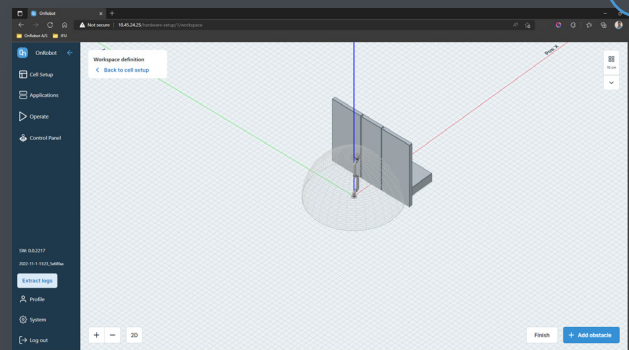 OnRobot
Not secure | 10.45.24.25/hardware-setup/2/workspace
OnRobot A/S
OnRobot
Workspace definition
Back to cell setup
Pos. X
10 cm
Cell Setup
Applications
Operate
Control Panel
SW: 0.0.2217
Extract logs
Profile
System
Log out
2D
Finish
Add obstacle